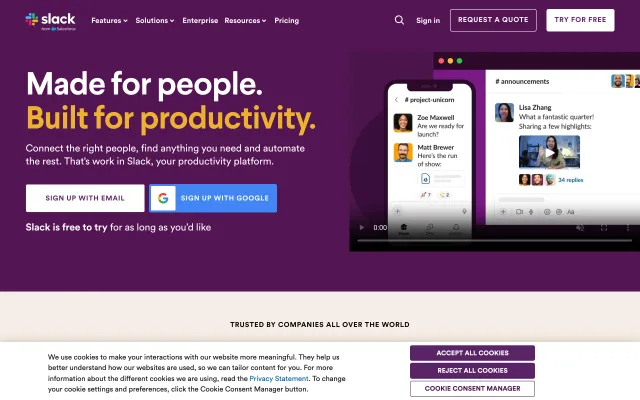 slack
from Salesforce
Features
Solutions
Enterprise
Resources
Pricing
Sign in
REQUEST A QUOTE
TRY FOR FREE
Made for people.
Built for productivity.
Connect the right people, find anything you need and automate
the rest. That's work in Slack, your productivity platform.
SIGN UP WITH EMAIL
SIGN UP WITH GOOGLE
Slack is free to try for as long as you'd like
# project-unicorn
Zoe Maxwell
Are we ready for
launch?
Matt Brewer
Here's the run
of show:
7
2
# announcements
Lisa Zhang
What a fantastic quarter!
Sharing a few highlights:
34 replies
Aa
0:00
TRUSTED BY COMPANIES ALL OVER THE WORLD
We use cookies to make your interactions with our website more meaningful. They help us
better understand how our websites are used, so we can tailor content for you. For more
information about the different cookies we are using, read the Privacy Statement. To change
your cookie settings and preferences, click the Cookie Consent Manager button.
ACCEPT ALL COOKIES
REJECT ALL COOKIES
COOKIE CONSENT MANAGER